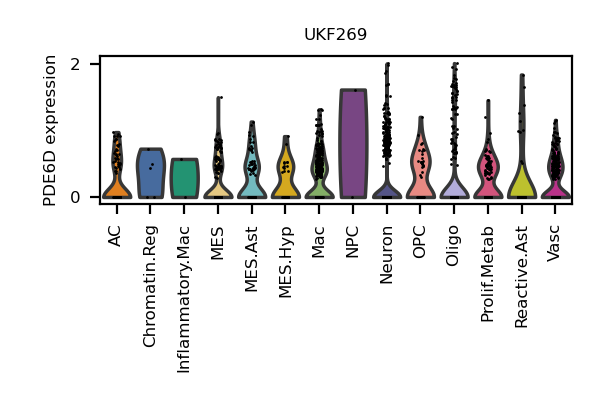 UKF269
PDE6D expression
2
0
AC
Chromatin.Reg
Inflammatory.Mac
MES
MES.Ast
MES.Hyp
Mac
NPC
Neuron
OPC
Oligo
Prolif.Metab
Reactive.Ast
Vasc